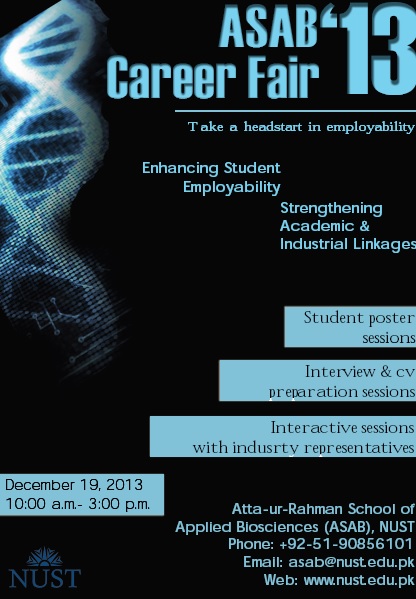 ASAB '13
Career Fair
Take a headstart in employability
Enhancing Student
Employability
Strengthening
Academic &
Industrial Linkages
Student poster
sessions
Interview & cv
preparation sessions
Interactive sessions
with indusrty representatives
December 19, 2013
10:00 a.m.- 3:00 p.m.
Atta-ur-Rahman School of
Applied Biosciences (ASAB), NUST
Phone: +92-51-90856101
Email: asab@nust.edu.pk
Web: www.nust.edu.pk
NUST